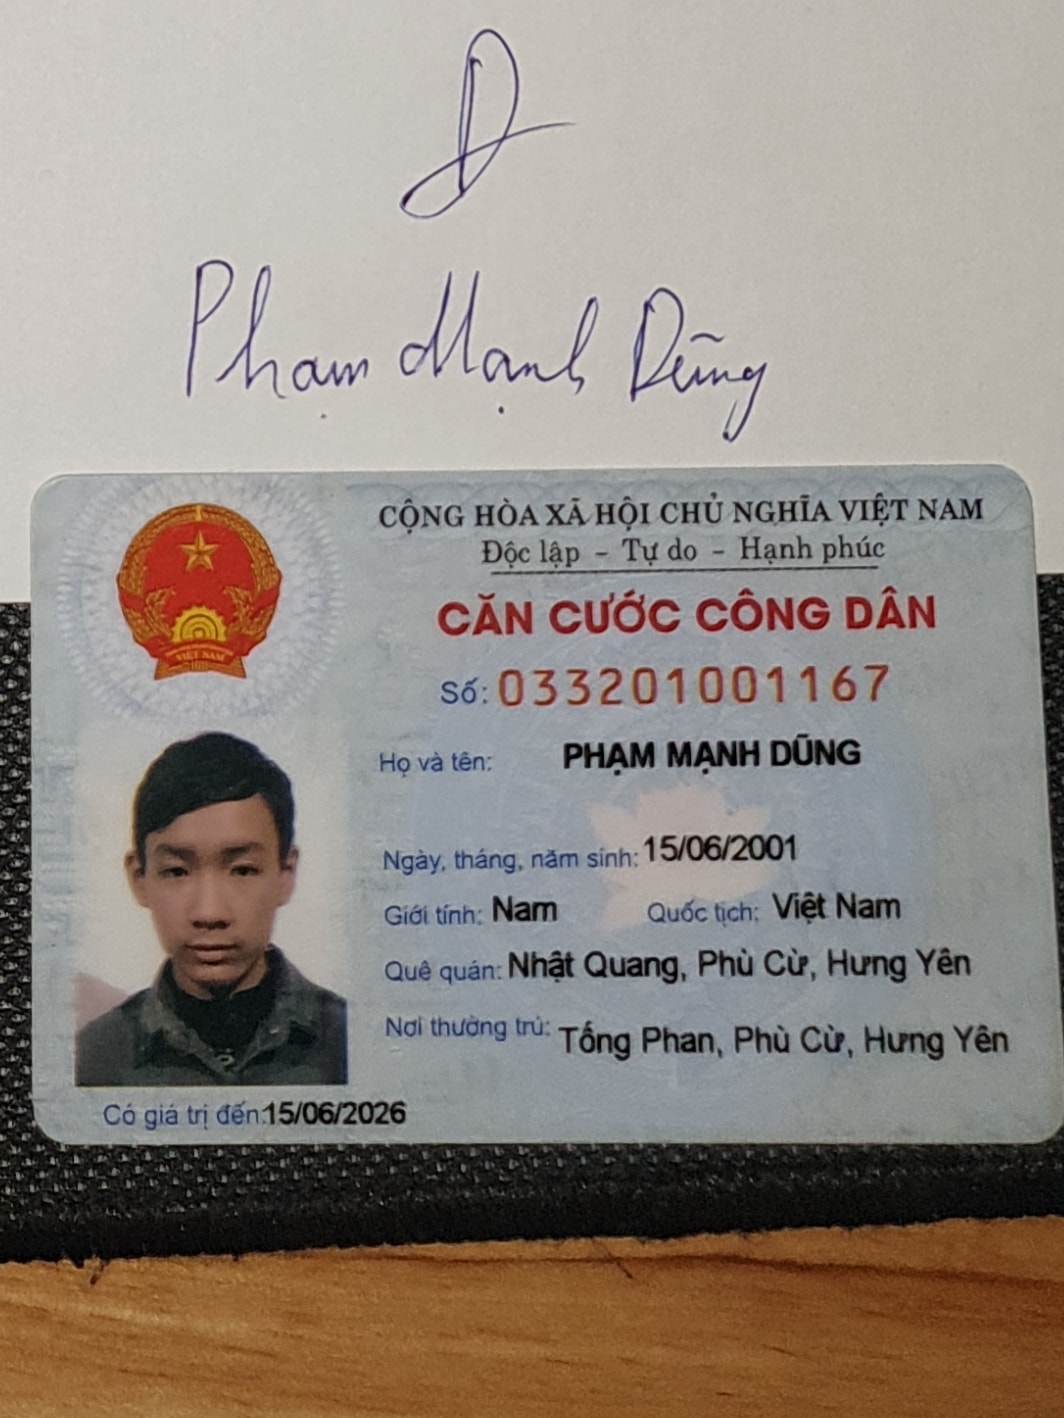 D
Phạm Mạnh Dũng
CỘNG HÒA XÃ HỘI CHỦ NGHĨA VIỆT NAM
Độc lập - Tự do - Hạnh phúc
CĂN CƯỚC CÔNG DÂN
Số: 033201001167
Họ và tên: PHẠM MẠNH DŨNG
Ngày, tháng, năm sinh: 15/06/2001
Giới tính: Nam Quốc tịch: Việt Nam
Quê quán: Nhật Quang, Phù Cừ, Hưng Yên
Nơi thường trú: Tống Phan, Phù Cừ, Hưng Yên
Có giá trị đến: 15/06/2026
VIỆT NAM